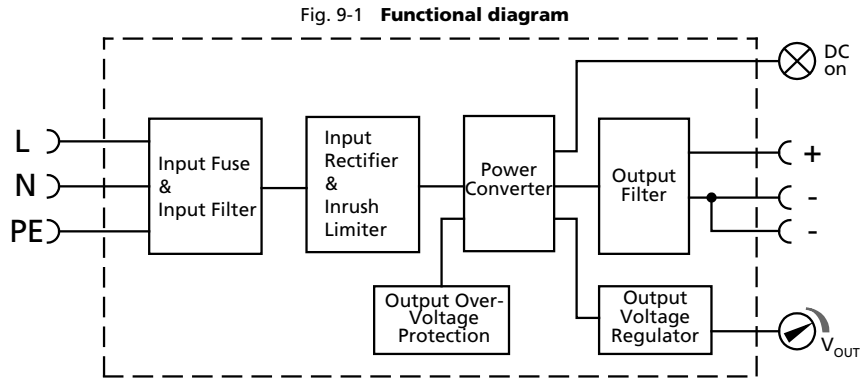 Fig. 9-1 Functional diagram
DC
on
L
N
PE
Input Fuse
&
Input Filter
Input
Rectifier
&
Inrush
Limiter
Power
Converter
Output
Filter
+
-
-
Output Over-
Voltage
Protection
Output
Voltage
Regulator
VOUT